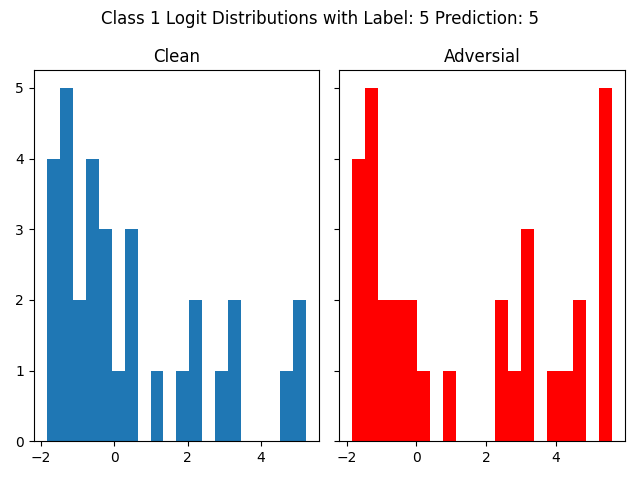 Class 1 Logit Distributions with Label: 5 Prediction: 5
Clean
Adversial
5
4
3
2
1
0
−2 0 2 4
−2 0 2 4